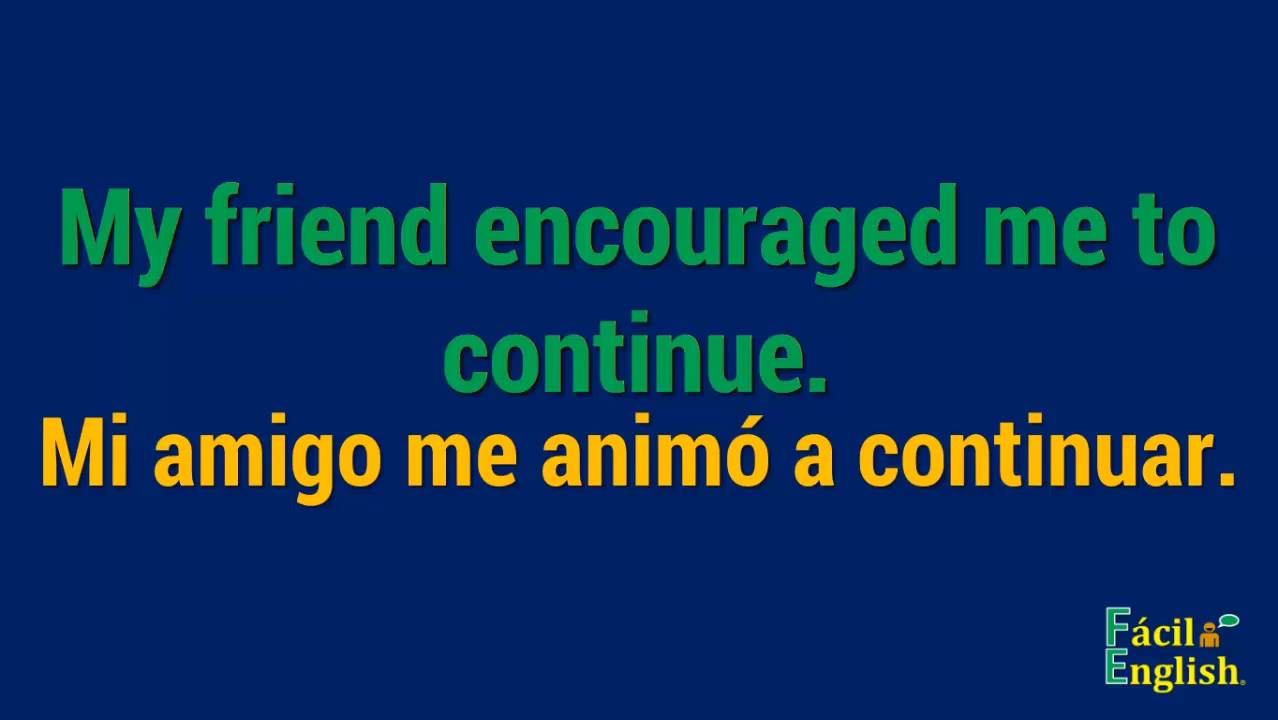 My friend encouraged me to
continue.
Mi amigo me animó a continuar.
Fácil
English